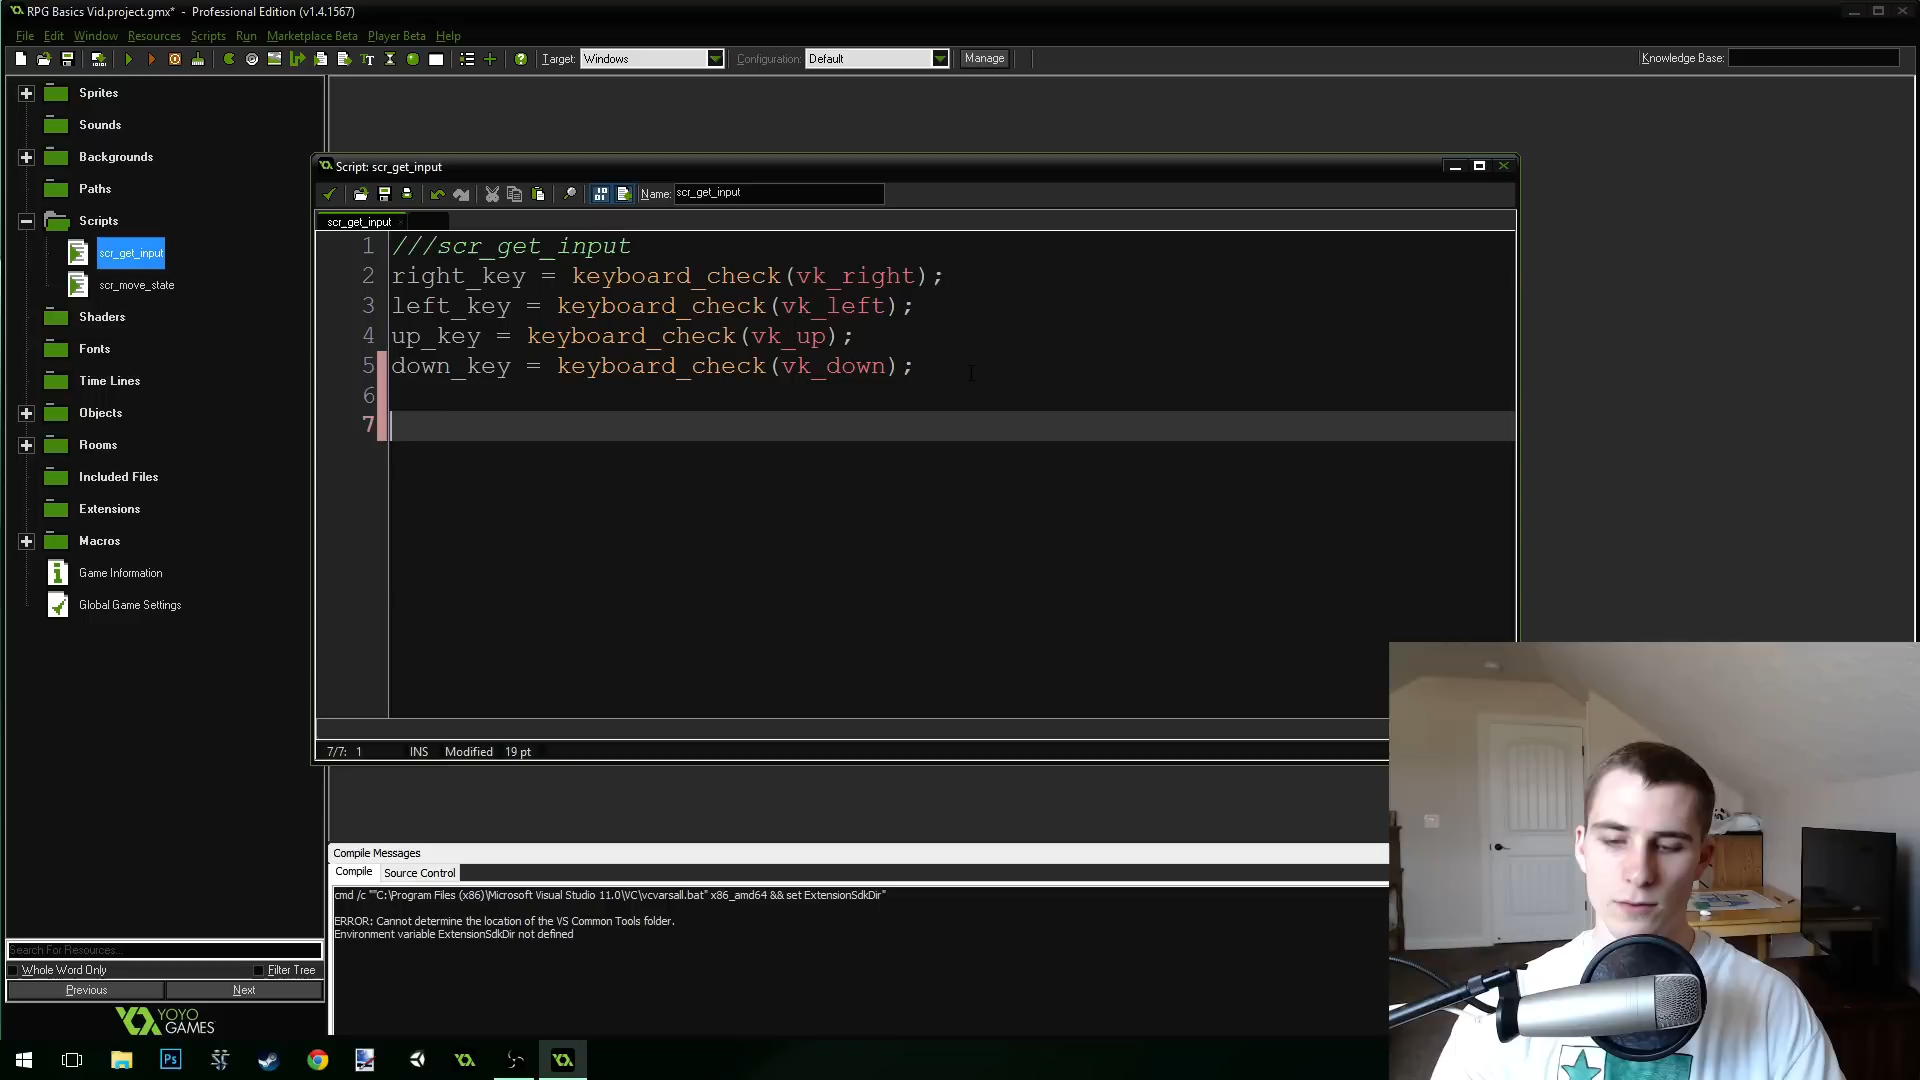 RPG Basics Vid.project.gmx* - Professional Edition (v1.4.1567)
File Edit Window Resources Scripts Run Marketplace Beta Player Beta Help
Target: Windows Configuration: Default Manage Knowledge Base:
Sprites
Sounds
Backgrounds
Paths
Scripts
scr_get_input
scr_move_state
Shaders
Fonts
Time Lines
Objects
Rooms
Included Files
Extensions
Macros
Game Information
Global Game Settings
Script: scr_get_input
Name: scr_get_input
scr_get_input
1 ///scr_get_input
2 right_key = keyboard_check(vk_right);
3 left_key = keyboard_check(vk_left);
4 up_key = keyboard_check(vk_up);
5 down_key = keyboard_check(vk_down);
6
7
7/7: 1 INS Modified 19 pt
Compile Messages
Compile Source Control
cmd /c ""C:\Program Files (x86)\Microsoft Visual Studio 11.0\VC\vcvarsall.bat" x86_amd64 && set ExtensionSdkDir"
ERROR: Cannot determine the location of the VS Common Tools folder.
Environment variable ExtensionSdkDir not defined
Search For Resources...
Whole Word Only Filter Tree
Previous Next
YOYO
GAMES
Ps